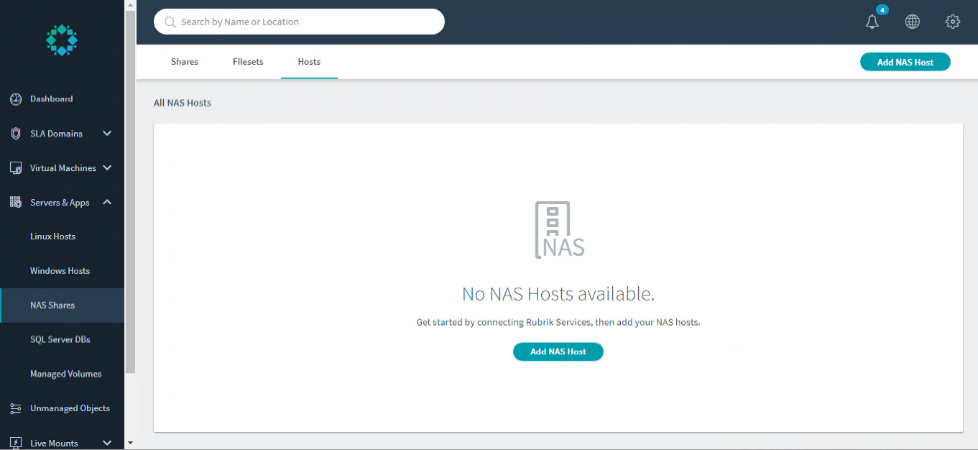 Search by Name or Location
4
Shares
Filesets
Hosts
Add NAS Host
Dashboard
SLA Domains
Virtual Machines
Servers & Apps
Linux Hosts
Windows Hosts
NAS Shares
SQL Server DBs
Managed Volumes
Unmanaged Objects
Live Mounts
All NAS Hosts
NAS
No NAS Hosts available.
Get started by connecting Rubrik Services, then add your NAS hosts.
Add NAS Host